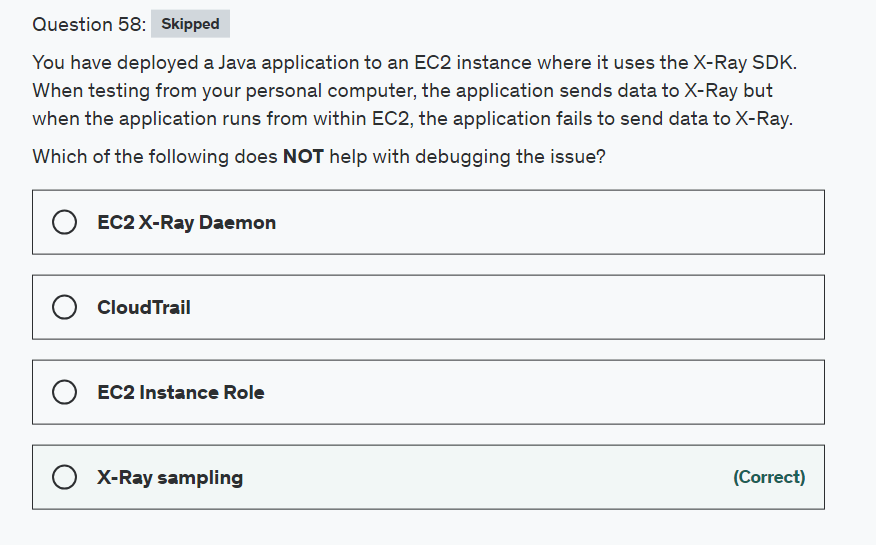 Question 58: Skipped
You have deployed a Java application to an EC2 instance where it uses the X-Ray SDK.
When testing from your personal computer, the application sends data to X-Ray but
when the application runs from within EC2, the application fails to send data to X-Ray.
Which of the following does NOT help with debugging the issue?
EC2 X-Ray Daemon
CloudTrail
EC2 Instance Role
X-Ray sampling (Correct)